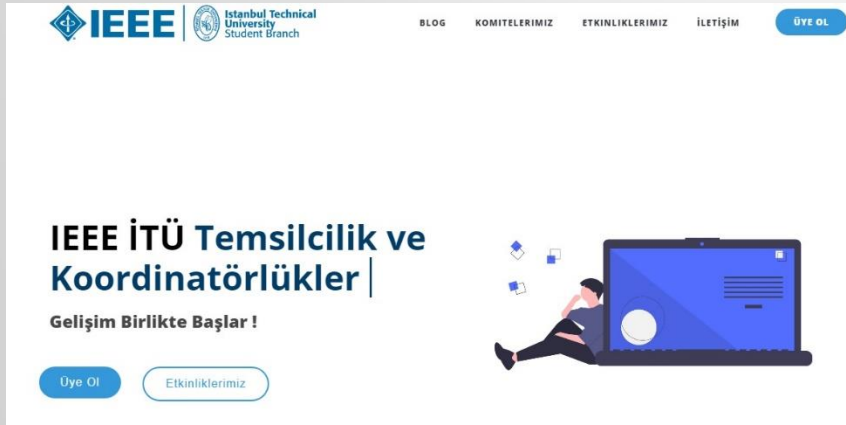 IEEE
Istanbul Technical
University
Student Branch
BLOG KOMITELERIMIZ ETKINLIKLERIMIZ İLETİŞİM ÜYE OL
IEEE İTÜ Temsilcilik ve
Koordinatörlükler
Gelişim Birlikte Başlar !
Üye Ol Etkinliklerimiz